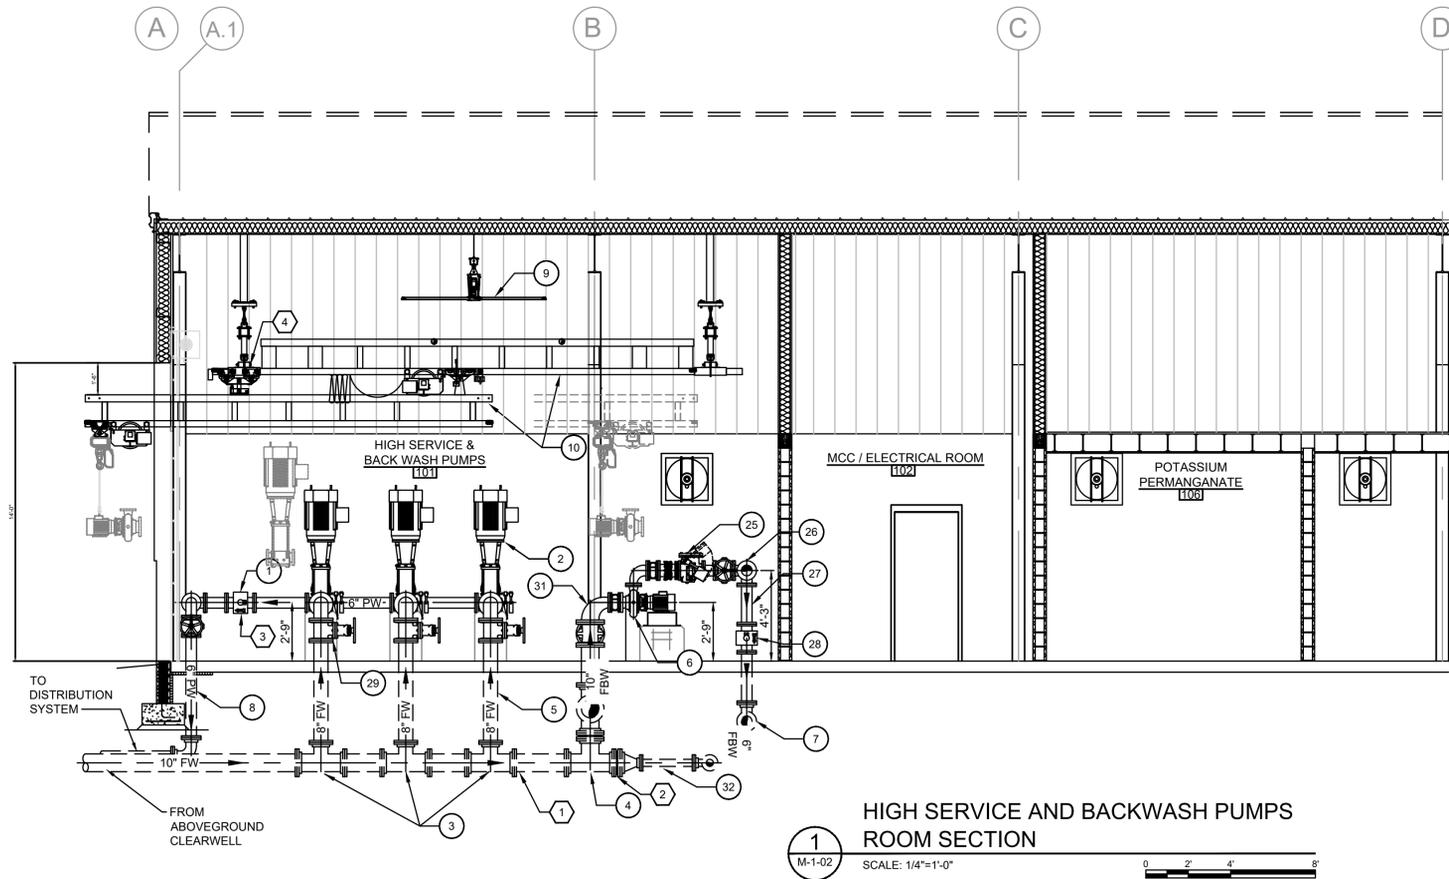 A
A.1
B
C
D
9
4
1'-6"
10
HIGH SERVICE &
BACK WASH PUMPS
101
MCC / ELECTRICAL ROOM
102
POTASSIUM
PERMANGANATE
106
14'-0"
25
26
2
1
31
27
6" PW
3
2'-9"
2'-9"
4'-3"
28
6
29
TO
DISTRIBUTION
SYSTEM
6" PW
8
8" FW
8" FW
8" FW
5
10"
FBW
7
6"
FBW
10" FW
32
FROM
ABOVEGROUND
CLEARWELL
3
1
4
2
HIGH SERVICE AND BACKWASH PUMPS
ROOM SECTION
1
M-1-02
SCALE: 1/4"=1'-0"
0 2' 4' 8'